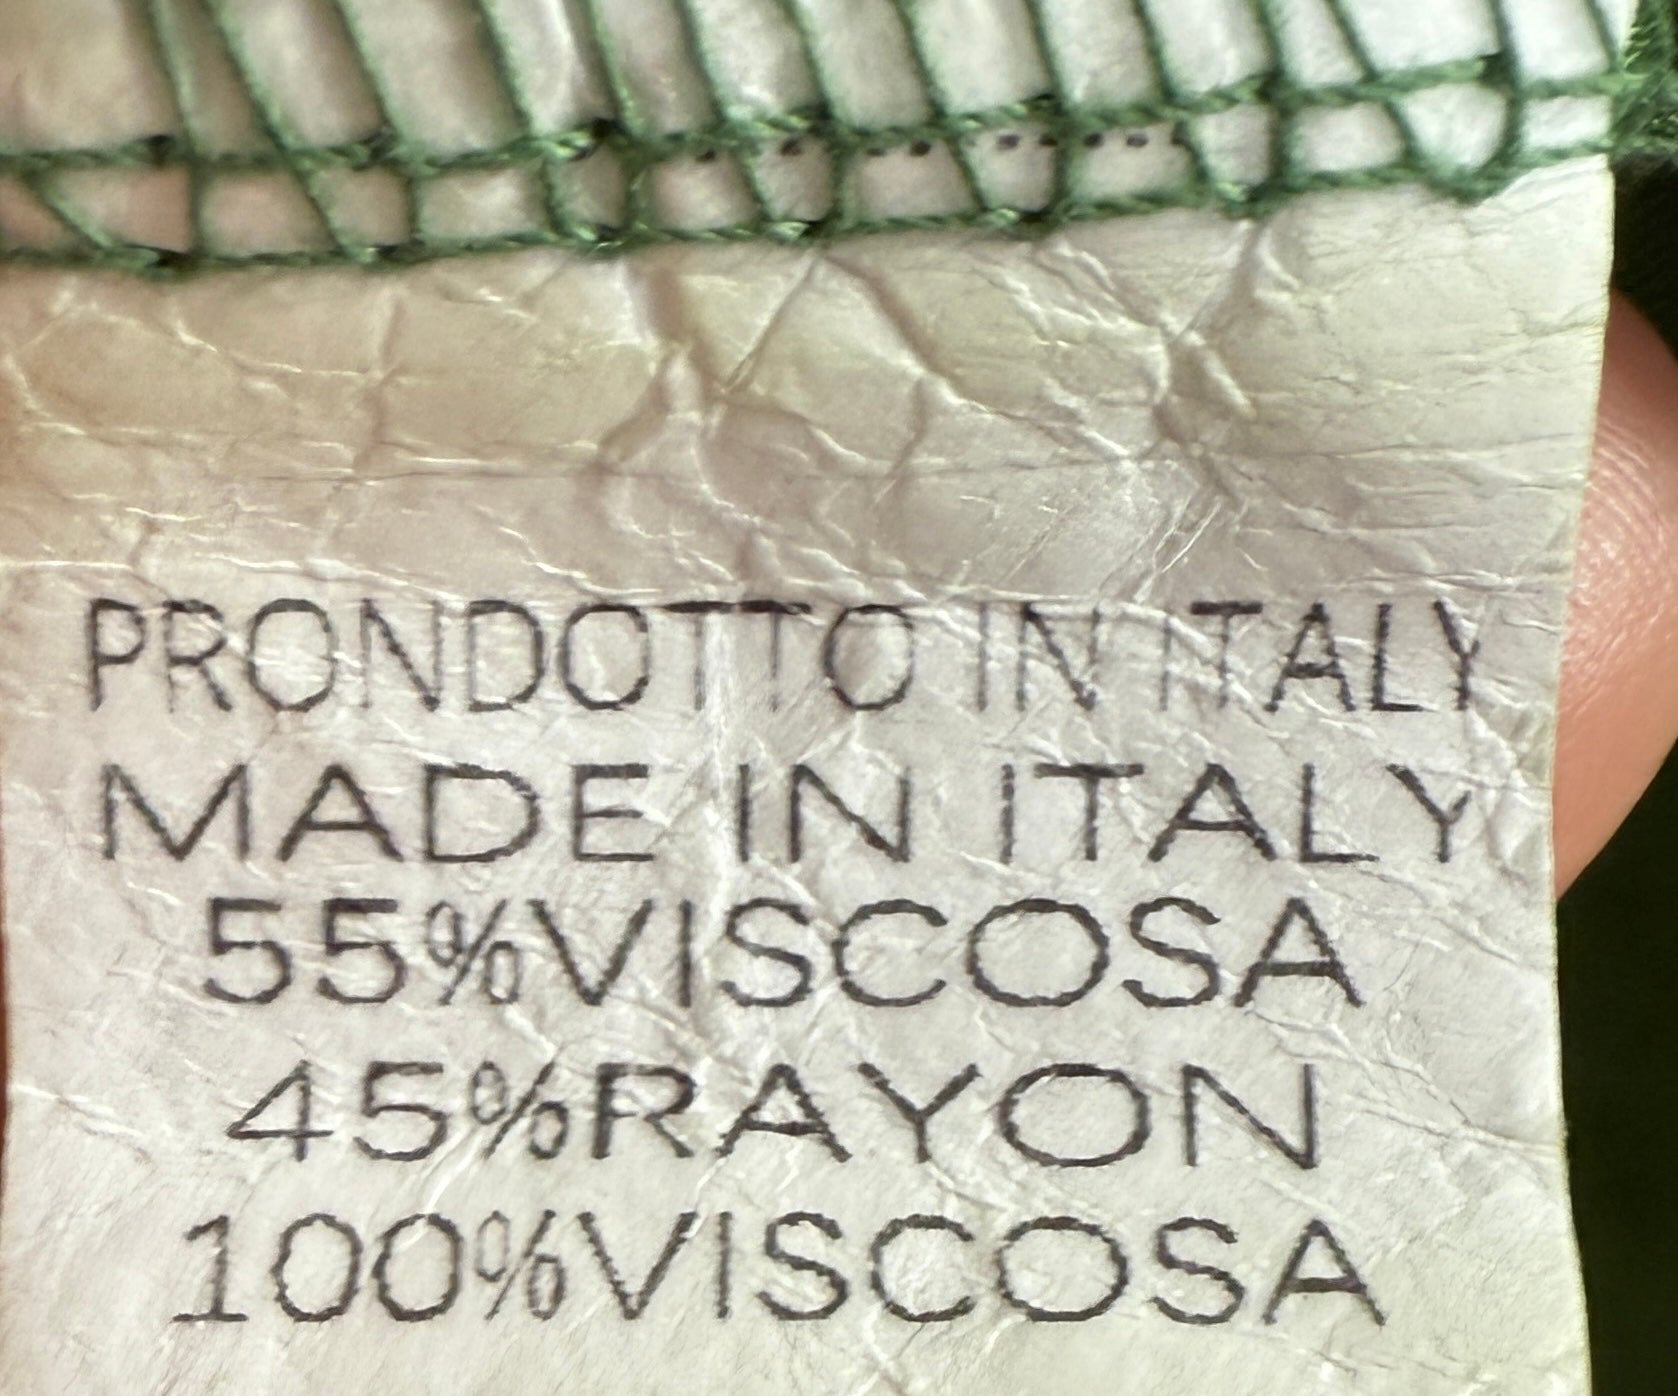 PRONDOTTO IN ITALY
MADE IN ITALY
55%VISCOSA
45%RAYON
100%VISCOSA